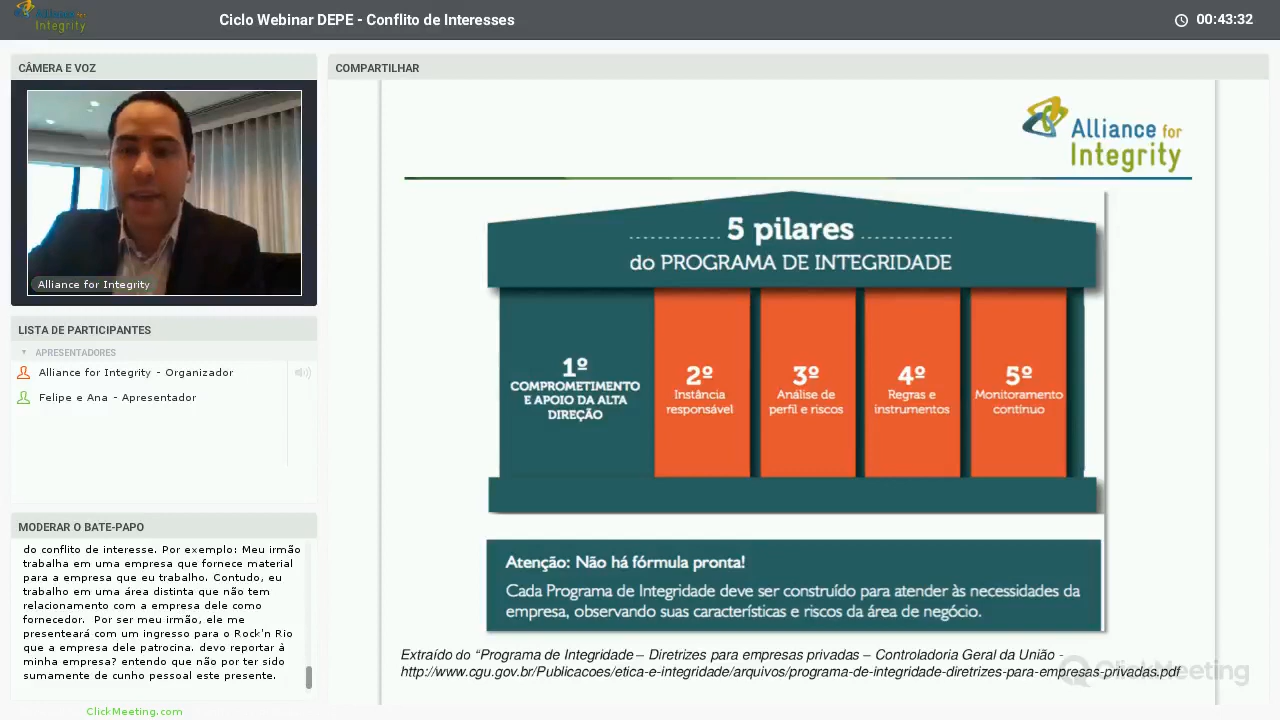 Alliance for
Integrity
Ciclo Webinar DEPE - Conflito de Interesses
00:43:32
CÂMERA E VOZ
Alliance for Integrity
LISTA DE PARTICIPANTES
APRESENTADORES
Alliance for Integrity - Organizador
Felipe e Ana - Apresentador
MODERAR O BATE-PAPO
do conflito de interesse. Por exemplo: Meu irmão
trabalha em uma empresa que fornece material
para a empresa que eu trabalho. Contudo, eu
trabalho em uma área distinta que não tem
relacionamento com a empresa dele como
fornecedor. Por ser meu irmão, ele me
presenteará com um ingresso para o Rock'n Rio
que a empresa dele patrocina. devo reportar à
minha empresa? entendo que não por ter sido
sumamente de cunho pessoal este presente.
ClickMeeting.com
COMPARTILHAR
Alliance for
Integrity
5 pilares
do PROGRAMA DE INTEGRIDADE
1º
COMPROMETIMENTO
E APOIO DA ALTA
DIREÇÃO
2º
Instância
responsável
3º
Análise de
perfil e riscos
4º
Regras e
instrumentos
5º
Monitoramento
contínuo
Atenção: Não há fórmula pronta!
Cada Programa de Integridade deve ser construído para atender às necessidades da
empresa, observando suas características e riscos da área de negócio.
Extraído do “Programa de Integridade – Diretrizes para empresas privadas – Controladoria Geral da União -
http://www.cgu.gov.br/Publicacoes/etica-e-integridade/arquivos/programa-de-integridade-diretrizes-para-empresas-privadas.pdf
ClickMeeting